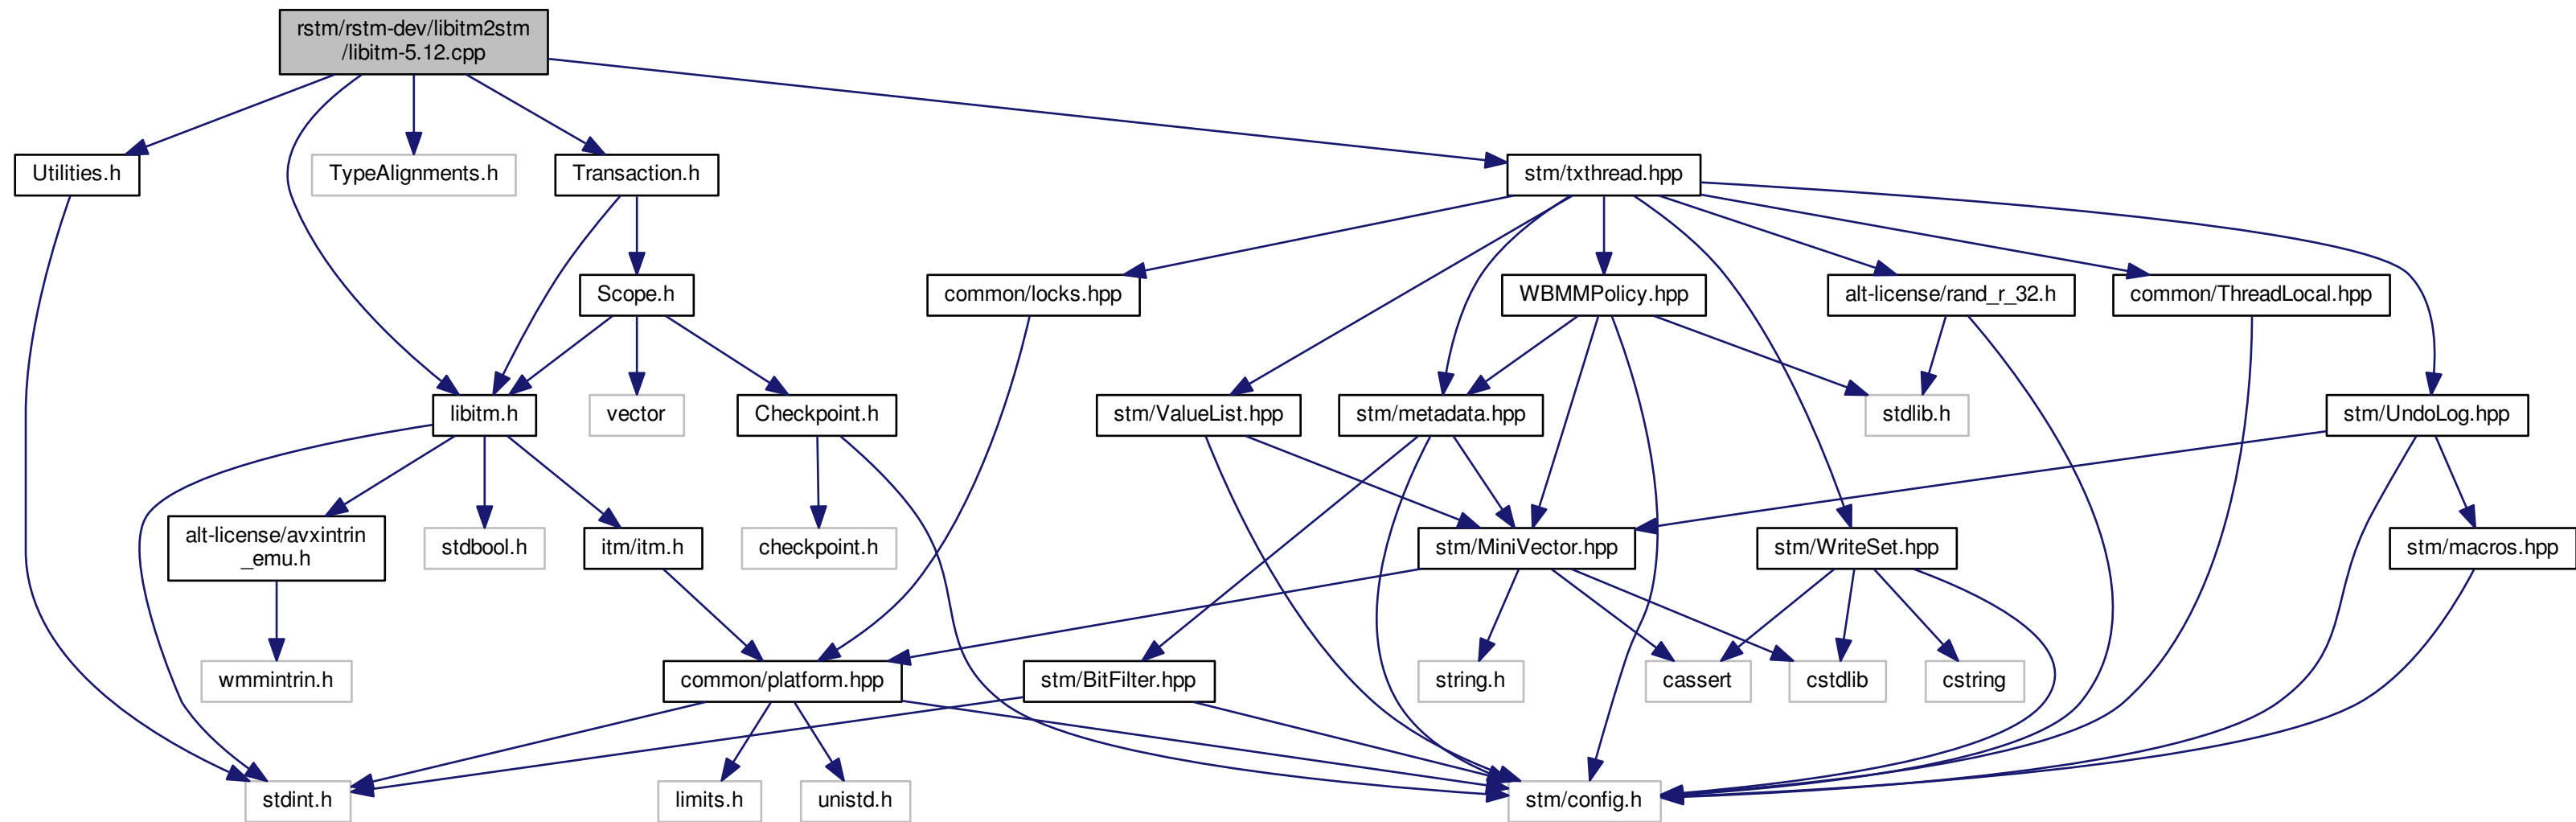 rstm/rstm-dev/libitm2stm
/libitm-5.12.cpp
Utilities.h
TypeAlignments.h
Transaction.h
stm/txthread.hpp
Scope.h
common/locks.hpp
WBMMPolicy.hpp
alt-license/rand_r_32.h
common/ThreadLocal.hpp
libitm.h
vector
Checkpoint.h
stm/ValueList.hpp
stm/metadata.hpp
stdlib.h
stm/UndoLog.hpp
alt-license/avxintrin
_emu.h
stdbool.h
itm/itm.h
checkpoint.h
stm/MiniVector.hpp
stm/WriteSet.hpp
stm/macros.hpp
wmmintrin.h
common/platform.hpp
stm/BitFilter.hpp
string.h
cassert
cstdlib
cstring
stdint.h
limits.h
unistd.h
stm/config.h